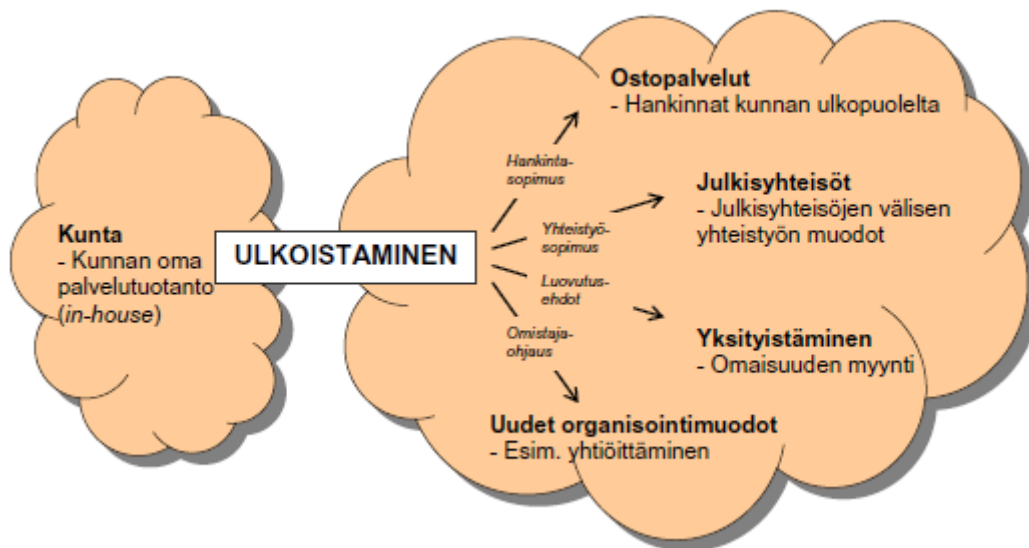 Kunta
- Kunnan oma
palvelutuotanto
(in-house)
ULKOISTAMINEN
Hankinta-
sopimus
Yhteistyö-
sopimus
Luovutus-
ehdot
Omistaja-
ohjaus
Ostopalvelut
- Hankinnat kunnan ulkopuolelta
Julkisyhteisöt
- Julkisyhteisöjen välisen
yhteistyön muodot
Yksityistäminen
- Omaisuuden myynti
Uudet organisointimuodot
- Esim. yhtiöittäminen